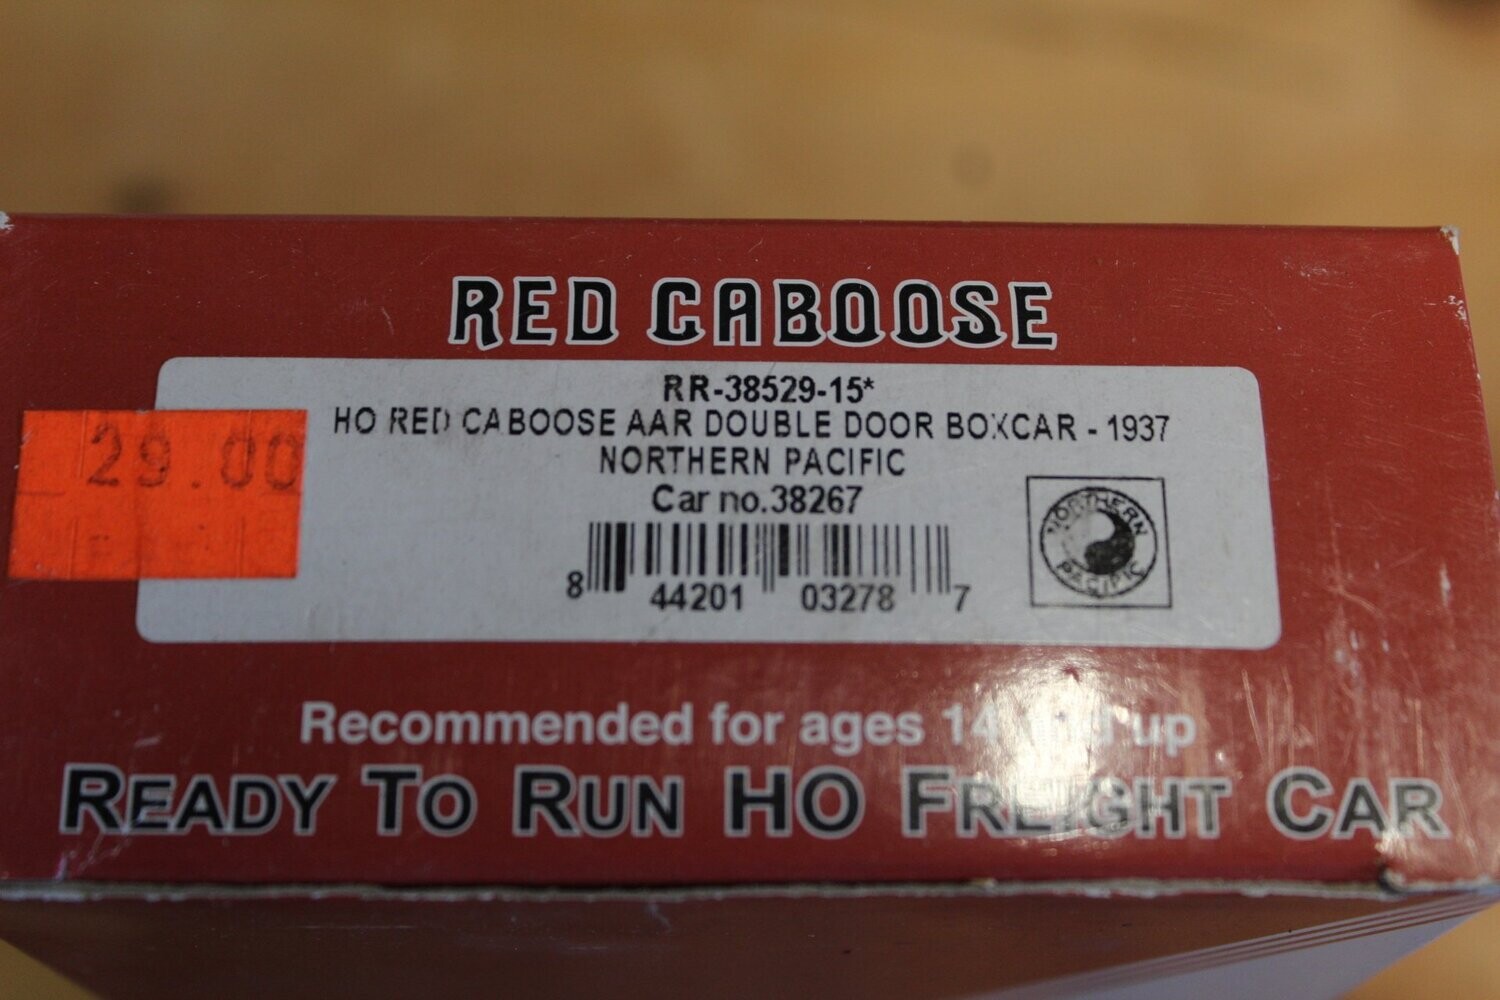 RED CABOOSE
RR-38529-15*
HO RED CABOOSE AAR DOUBLE DOOR BOXCAR - 1937
NORTHERN PACIFIC
Car no.38267
29.00
NORTHERN
PACIFIC
8 44201 03278 7
Recommended for ages 14 and up
READY TO RUN HO FREIGHT CAR